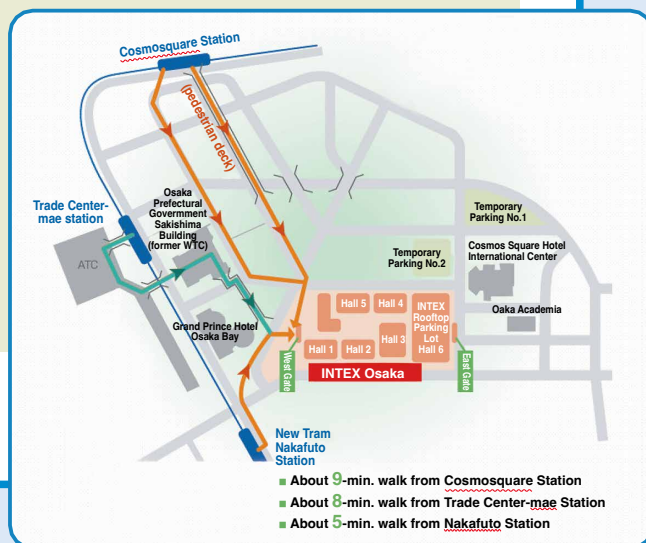 Cosmosquare Station
(pedestrian deck)
Trade Center-
mae station
Osaka
Prefectural
Government
Sakishima
Building
(former WTC)
ATC
Grand Prince Hotel
Osaka Bay
Temporary
Parking No.1
Temporary
Parking No.2
Cosmos Square Hotel
International Center
Oaka Academia
Hall 5
Hall 4
INTEX
Rooftop
Parking
Lot
Hall 6
Hall 3
Hall 1
Hall 2
West Gate
East Gate
INTEX Osaka
New Tram
Nakafuto
Station
■ About 9-min. walk from Cosmosquare Station
■ About 8-min. walk from Trade Center-mae Station
■ About 5-min. walk from Nakafuto Station